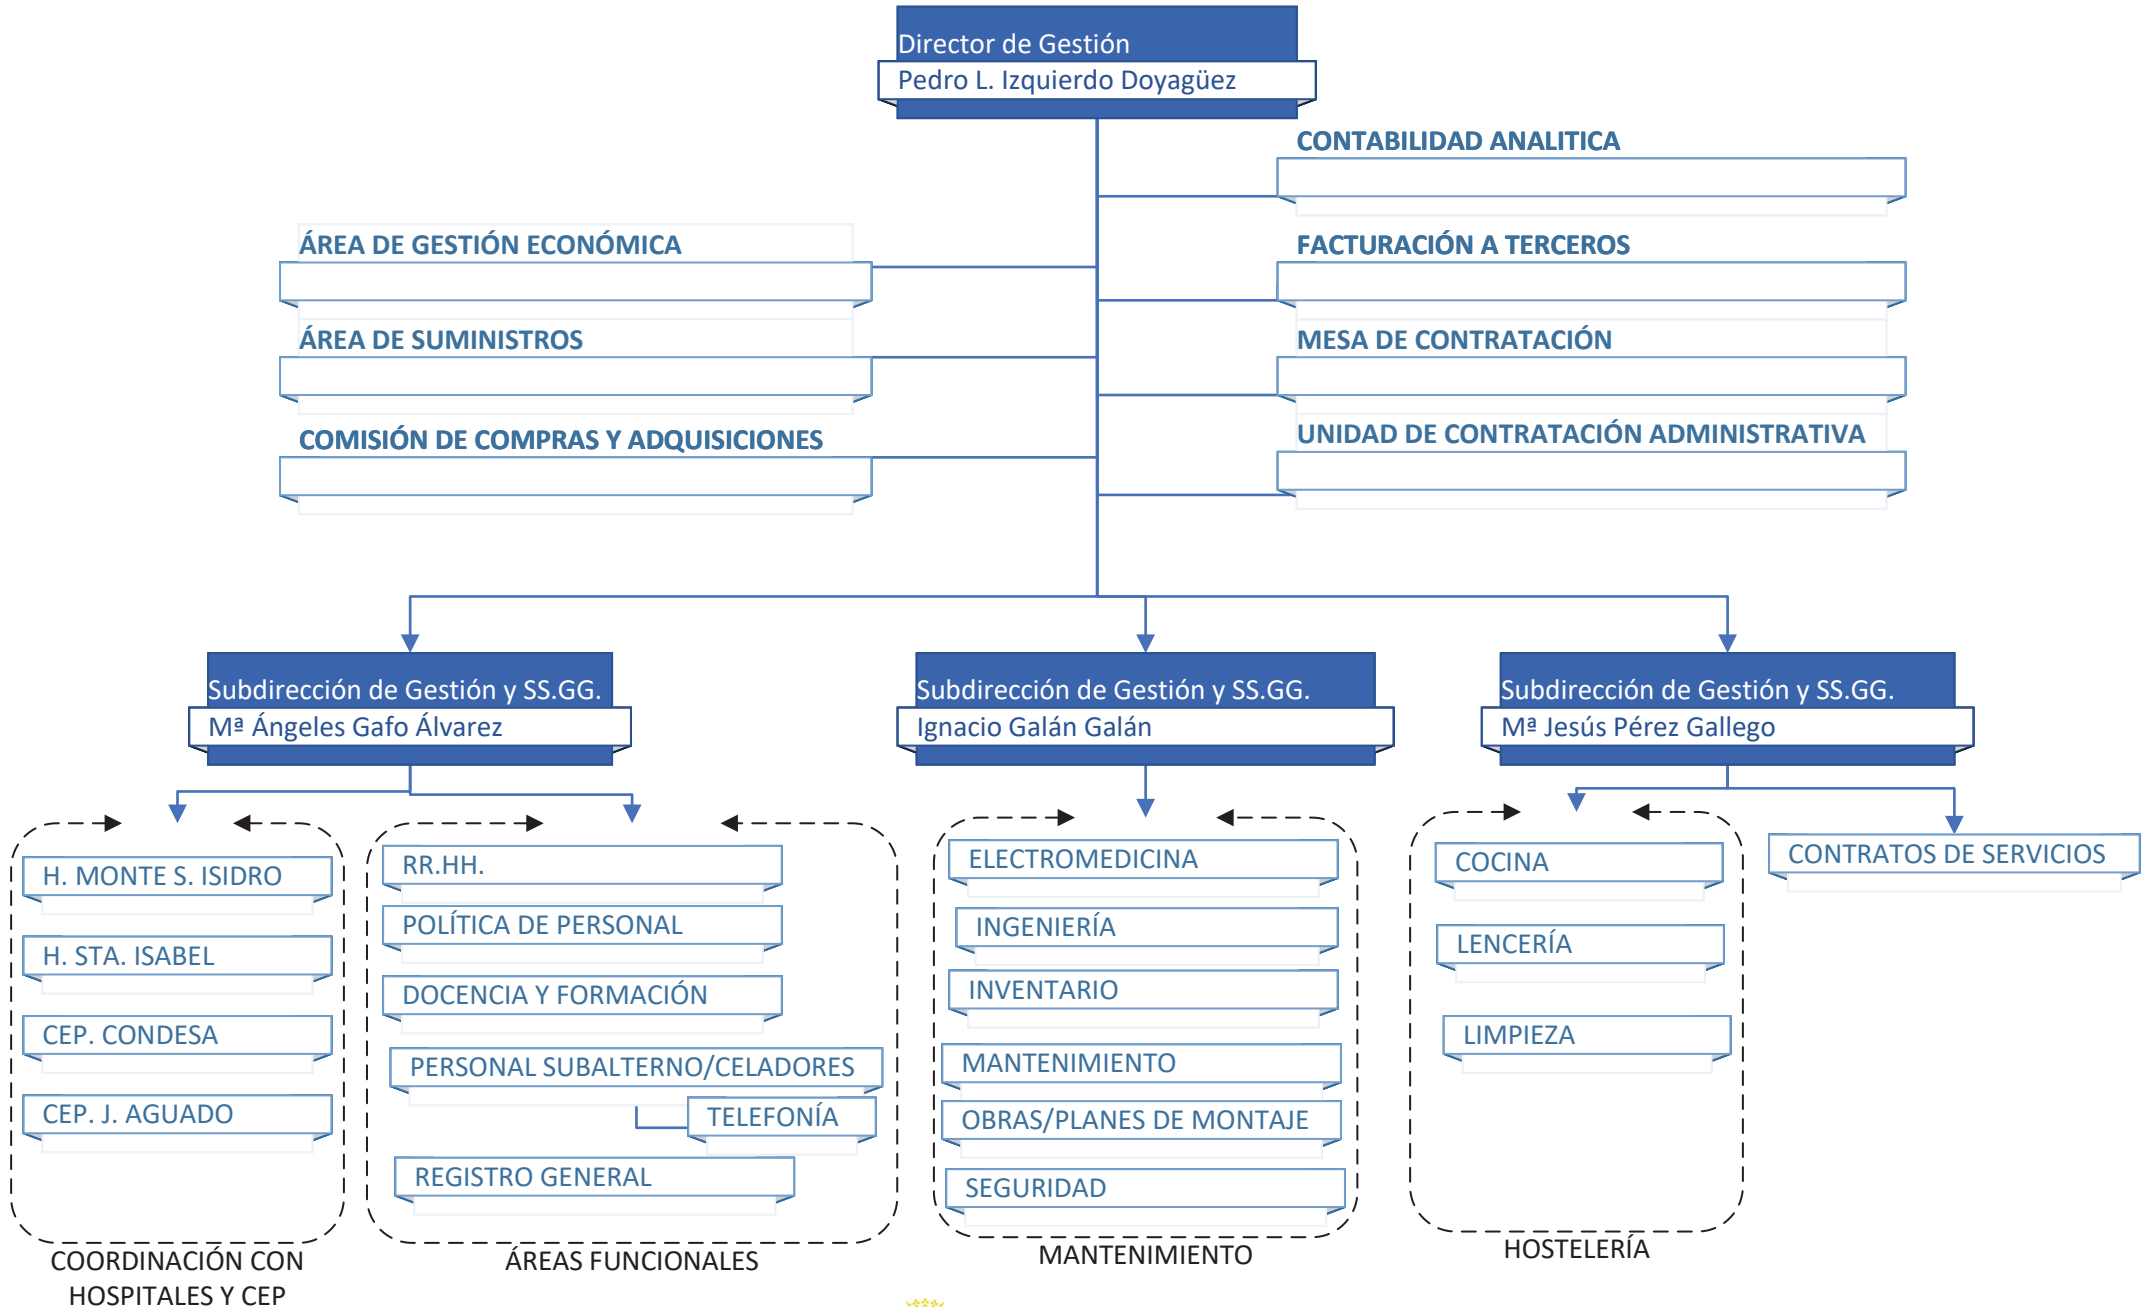 Director de Gestión
Pedro L. Izquierdo Doyagüez
CONTABILIDAD ANALITICA
ÁREA DE GESTIÓN ECONÓMICA
FACTURACIÓN A TERCEROS
ÁREA DE SUMINISTROS
MESA DE CONTRATACIÓN
COMISIÓN DE COMPRAS Y ADQUISICIONES
UNIDAD DE CONTRATACIÓN ADMINISTRATIVA
Subdirección de Gestión y SS.GG.
Mª Ángeles Gafo Álvarez
Subdirección de Gestión y SS.GG.
Ignacio Galán Galán
Subdirección de Gestión y SS.GG.
Mª Jesús Pérez Gallego
H. MONTE S. ISIDRO
H. STA. ISABEL
CEP. CONDESA
CEP. J. AGUADO
COORDINACIÓN CON
HOSPITALES Y CEP
RR.HH.
POLÍTICA DE PERSONAL
DOCENCIA Y FORMACIÓN
PERSONAL SUBALTERNO/CELADORES
TELEFONÍA
REGISTRO GENERAL
ÁREAS FUNCIONALES
ELECTROMEDICINA
INGENIERÍA
INVENTARIO
MANTENIMIENTO
OBRAS/PLANES DE MONTAJE
SEGURIDAD
MANTENIMIENTO
COCINA
LENCERÍA
LIMPIEZA
HOSTELERÍA
CONTRATOS DE SERVICIOS